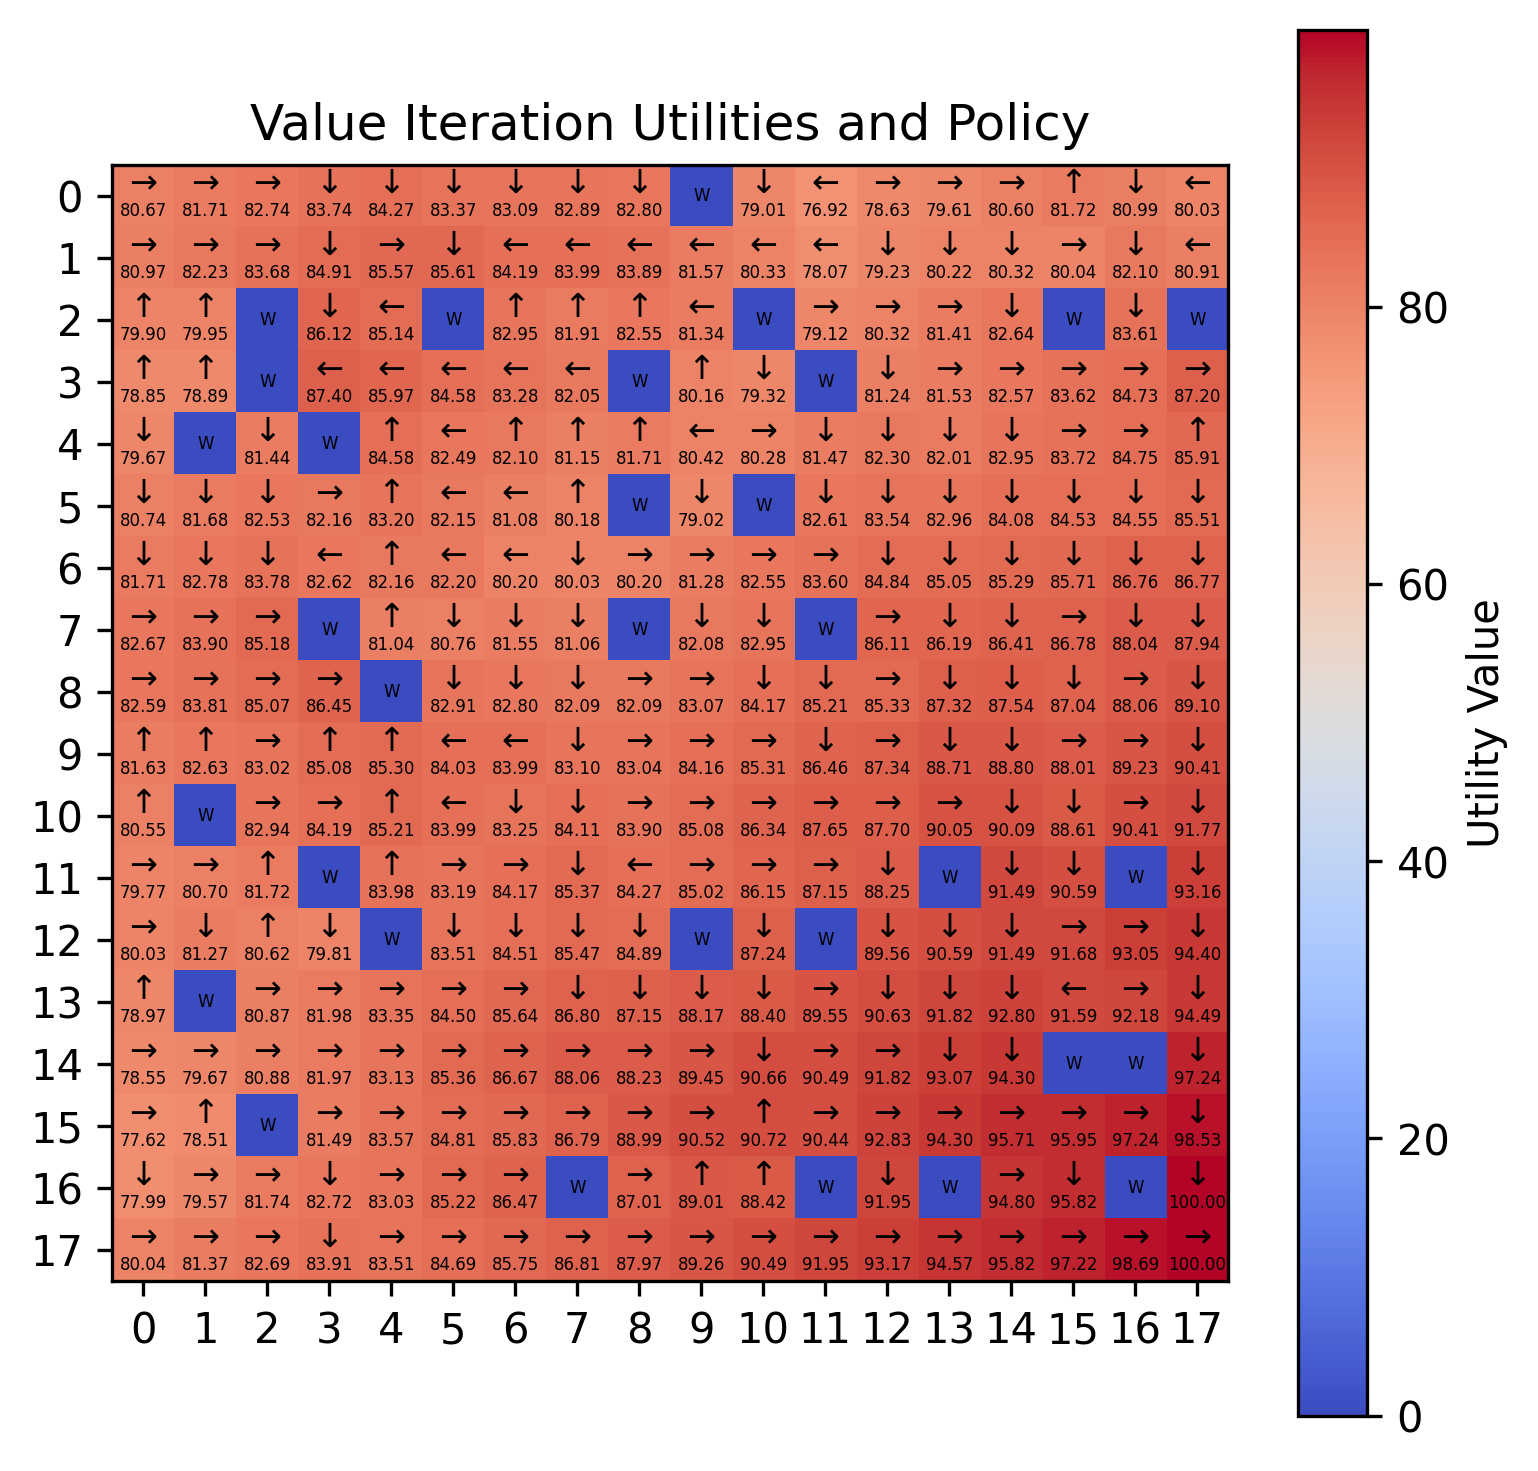 Value Iteration Utilities and Policy
0 → → → ↓ ↓ ↓ ↓ ↓ ↓ W ↓ ← → → → ↑ ↓ ←
80.67 81.71 82.74 83.74 84.27 83.37 83.09 82.89 82.80 79.01 76.92 78.63 79.61 80.60 81.72 80.99 80.03
1 → → → ↓ → ↓ ← ← ← ← ← ← ↓ ↓ ↓ → ↓ ←
80.97 82.23 83.68 84.91 85.57 85.61 84.19 83.99 83.89 81.57 80.33 78.07 79.23 80.22 80.32 80.04 82.10 80.91
2 ↑ ↑ W ↓ ← W ↑ ↑ ↑ ← W → → → ↓ W ↓ W
79.90 79.95 86.12 85.14 82.95 81.91 82.55 81.34 79.12 80.32 81.41 82.64 83.61
3 ↑ ↑ W ← ← ← ← ← W ↑ ↓ W ↓ → → → → →
78.85 78.89 87.40 85.97 84.58 83.28 82.05 80.16 79.32 81.24 81.53 82.57 83.62 84.73 87.20
4 ↓ W ↓ W ↑ ← ↑ ↑ ↑ ← → ↓ ↓ ↓ ↓ → → ↑
79.67 81.44 84.58 82.49 82.10 81.15 81.71 80.42 80.28 81.47 82.30 82.01 82.95 83.72 84.75 85.91
5 ↓ ↓ ↓ → ↑ ← ← ↑ W ↓ W ↓ ↓ ↓ ↓ ↓ ↓ ↓
80.74 81.68 82.53 82.16 83.20 82.15 81.08 80.18 79.02 82.61 83.54 82.96 84.08 84.53 84.55 85.51
6 ↓ ↓ ↓ ← ↑ ← ← ↓ → → → → ↓ ↓ ↓ ↓ ↓ ↓
81.71 82.78 83.78 82.62 82.16 82.20 80.20 80.03 80.20 81.28 82.55 83.60 84.84 85.05 85.29 85.71 86.76 86.77
7 → → → W ↑ ↓ ↓ ↓ W ↓ ↓ W → ↓ ↓ → ↓ ↓
82.67 83.90 85.18 81.04 80.76 81.55 81.06 82.08 82.95 86.11 86.19 86.41 86.78 88.04 87.94
8 → → → → W ↓ ↓ ↓ → → ↓ ↓ → ↓ ↓ ↓ → ↓
82.59 83.81 85.07 86.45 82.91 82.80 82.09 82.09 83.07 84.17 85.21 85.33 87.32 87.54 87.04 88.06 89.10
9 ↑ ↑ → ↑ ↑ ← ← ↓ → → → ↓ → ↓ ↓ → → ↓
81.63 82.63 83.02 85.08 85.30 84.03 83.99 83.10 83.04 84.16 85.31 86.46 87.34 88.71 88.80 88.01 89.23 90.41
10 ↑ W → → ↑ ← ↓ ↓ → → → → → → ↓ ↓ → ↓
80.55 82.94 84.19 85.21 83.99 83.25 84.11 83.90 85.08 86.34 87.65 87.70 90.05 90.09 88.61 90.41 91.77
11 → → ↑ W ↑ → → ↓ ← → → → ↓ W ↓ ↓ W ↓
79.77 80.70 81.72 83.98 83.19 84.17 85.37 84.27 85.02 86.15 87.15 88.25 91.49 90.59 93.16
12 → ↓ ↑ ↓ W ↓ ↓ ↓ ↓ W ↓ W ↓ ↓ ↓ → → ↓
80.03 81.27 80.62 79.81 83.51 84.51 85.47 84.89 87.24 89.56 90.59 91.49 91.68 93.05 94.40
13 ↑ W → → → → → ↓ ↓ ↓ ↓ → ↓ ↓ ↓ ← → ↓
78.97 80.87 81.98 83.35 84.50 85.64 86.80 87.15 88.17 88.40 89.55 90.63 91.82 92.80 91.59 92.18 94.49
14 → → → → → → → → → → ↓ → → ↓ ↓ W W ↓
78.55 79.67 80.88 81.97 83.13 85.36 86.67 88.06 88.23 89.45 90.66 90.49 91.82 93.07 94.30 97.24
15 → ↑ W → → → → → → → ↑ → → → → → → ↓
77.62 78.51 81.49 83.57 84.81 85.83 86.79 88.99 90.52 90.72 90.44 92.83 94.30 95.71 95.95 97.24 98.53
16 ↓ → → ↓ → → → W → ↑ ↑ W ↓ W → ↓ W ↓
77.99 79.57 81.74 82.72 83.03 85.22 86.47 87.01 89.01 88.42 91.95 94.80 95.82 100.00
17 → → → ↓ → → → → → → → → → → → → → →
80.04 81.37 82.69 83.91 83.51 84.69 85.75 86.81 87.97 89.26 90.49 91.95 93.17 94.57 95.82 97.22 98.69 100.00
0 1 2 3 4 5 6 7 8 9 10 11 12 13 14 15 16 17
80
60
40
20
0
Utility Value